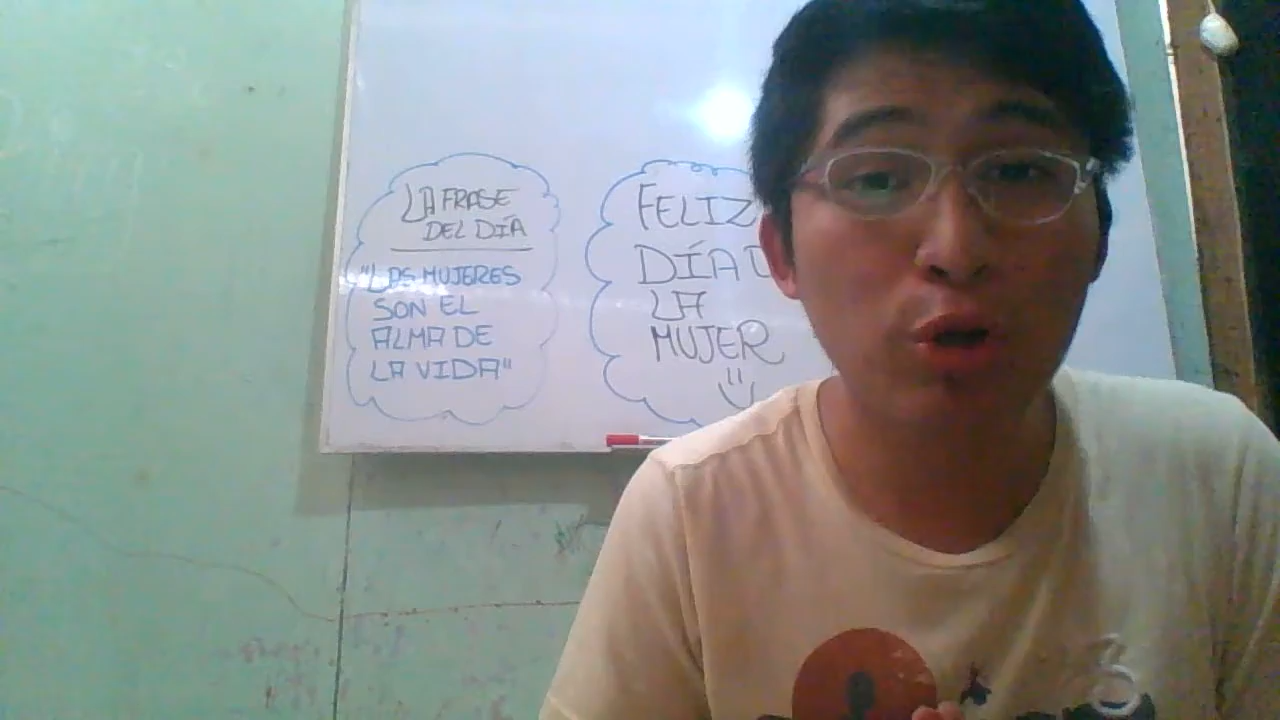 LA FRASE
DEL DÍA
"LAS MUJERES
SON EL
ALMA DE
LA VIDA"
FELIZ
DÍA
LA
MUJER